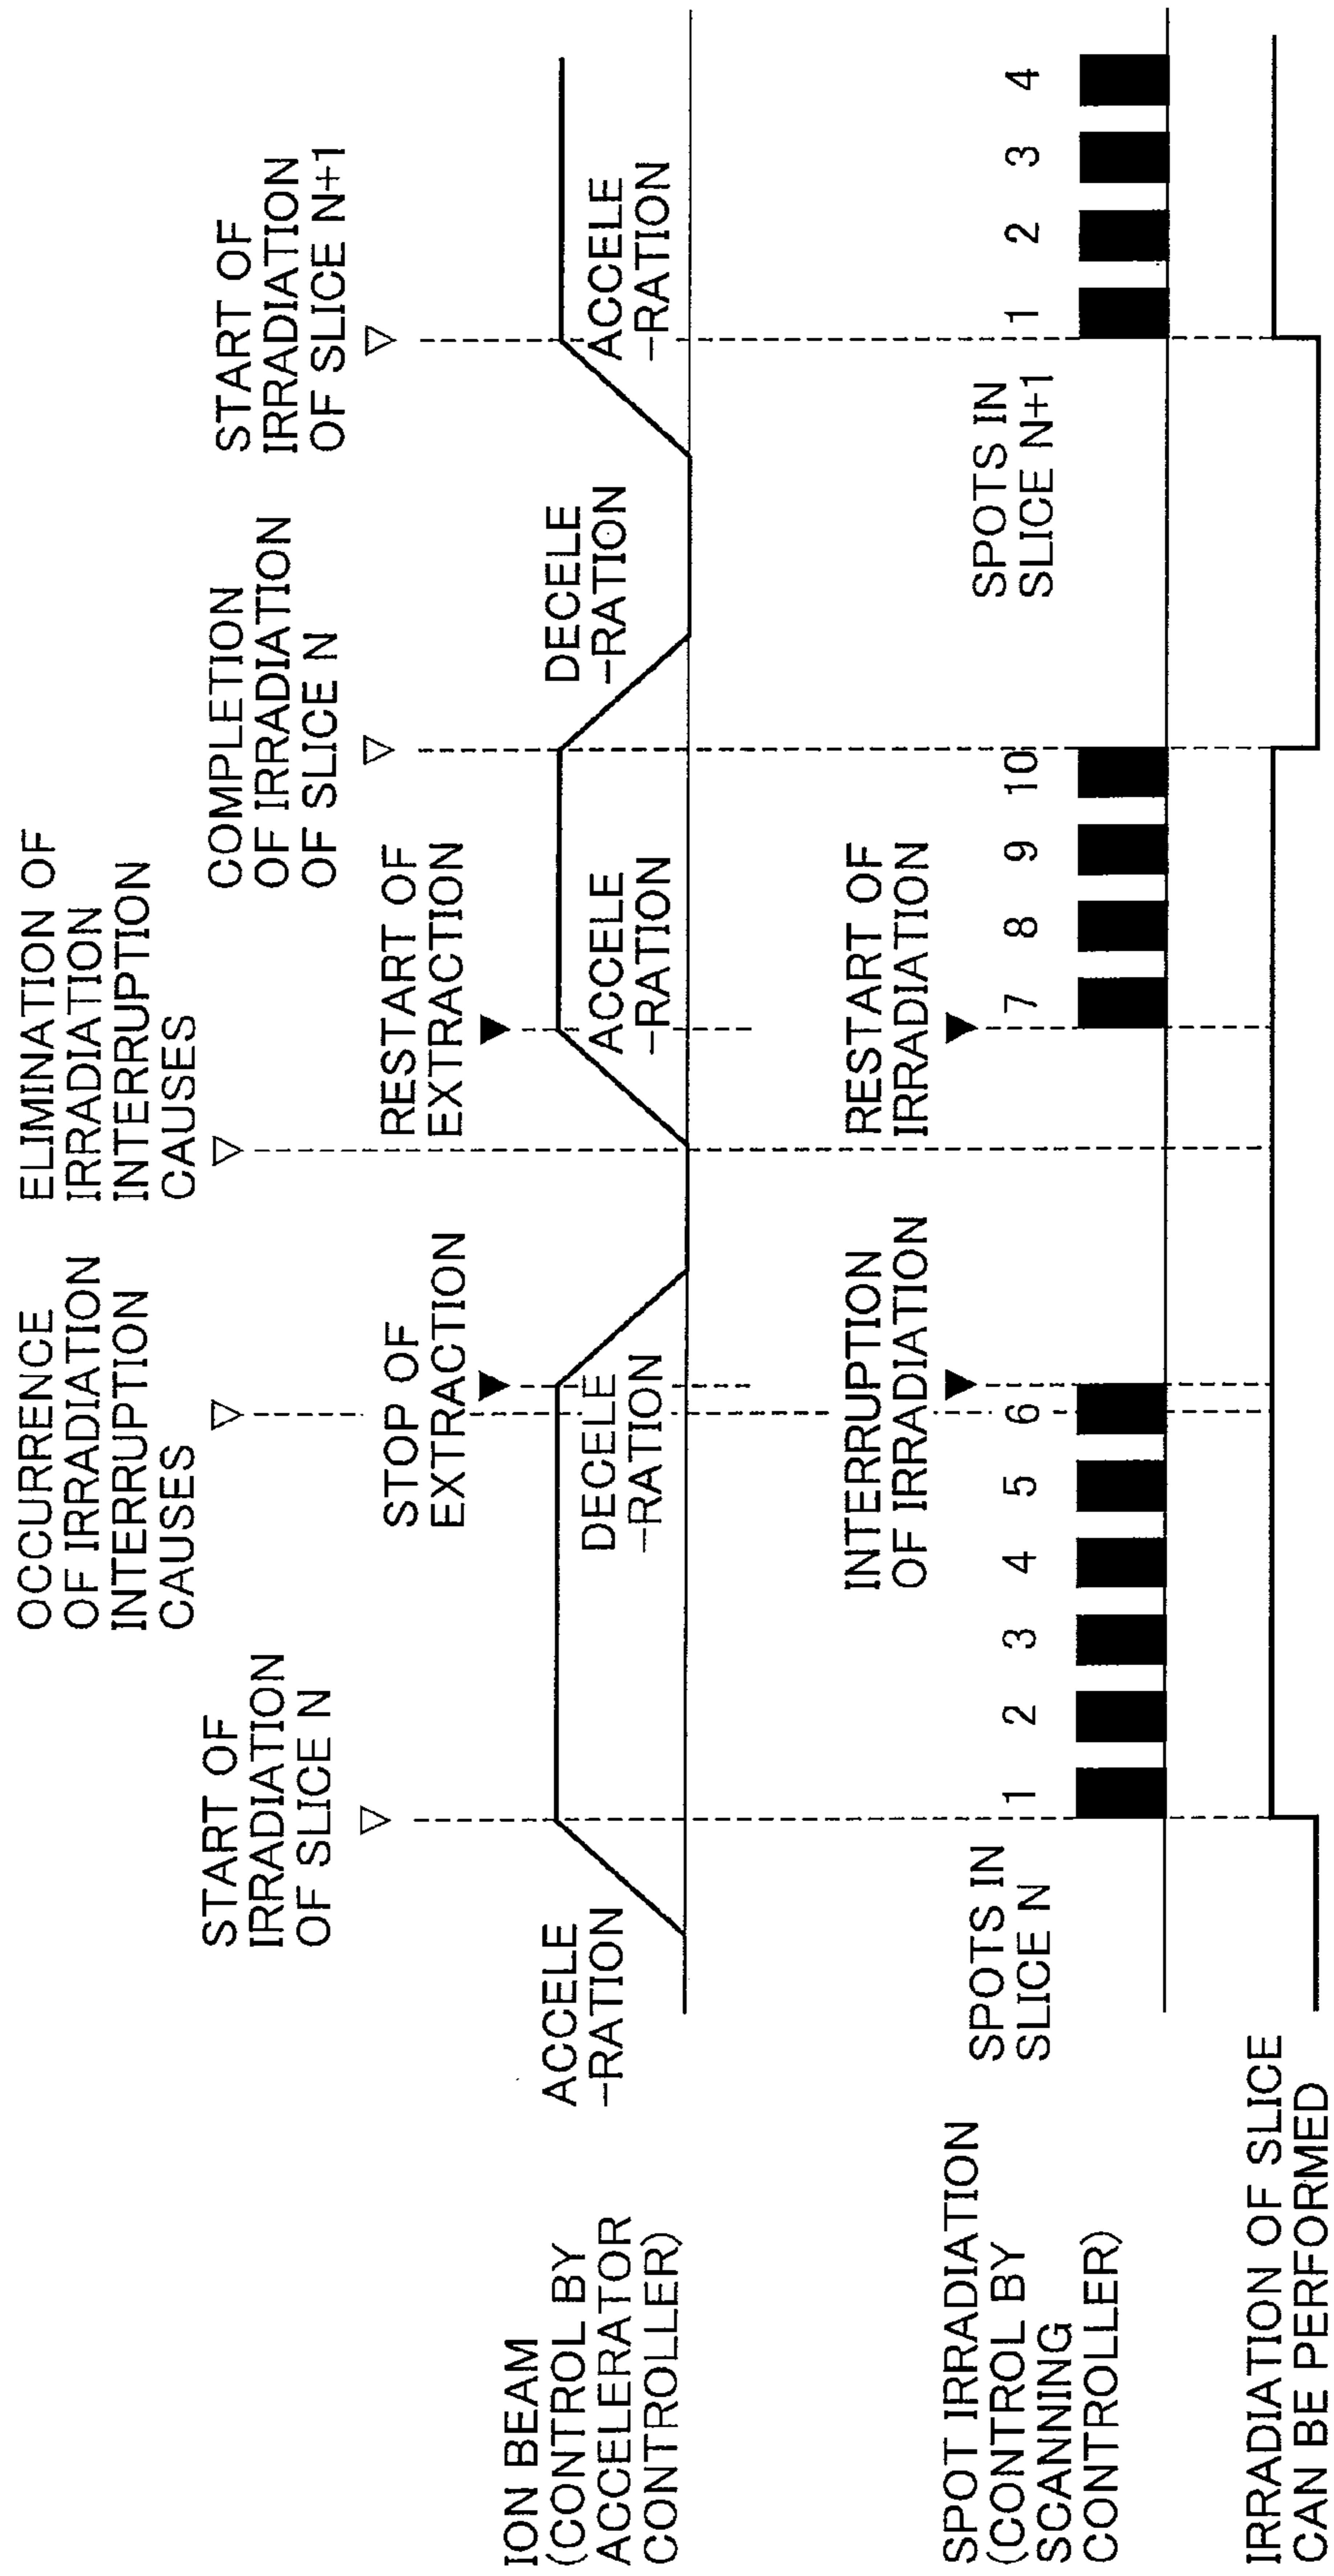 OCCURRENCE
OF IRRADIATION
INTERRUPTION
CAUSES
ELIMINATION OF
IRRADIATION
INTERRUPTION
CAUSES
START OF
IRRADIATION
OF SLICE N
COMPLETION
OF IRRADIATION
OF SLICE N
START OF
IRRADIATION
OF SLICE N+1
STOP OF
EXTRACTION
RESTART OF
EXTRACTION
ION BEAM
(CONTROL BY
ACCELERATOR
CONTROLLER)
ACCELE
-RATION
DECELE
-RATION
ACCELE
-RATION
DECELE
-RATION
ACCELE
-RATION
INTERRUPTION
OF IRRADIATION
RESTART OF
IRRADIATION
SPOT IRRADIATION
(CONTROL BY
SCANNING
CONTROLLER)
SPOTS IN
SLICE N
1 2 3 4 5 6 7 8 9 10
SPOTS IN
SLICE N+1
1 2 3 4
IRRADIATION OF SLICE
CAN BE PERFORMED